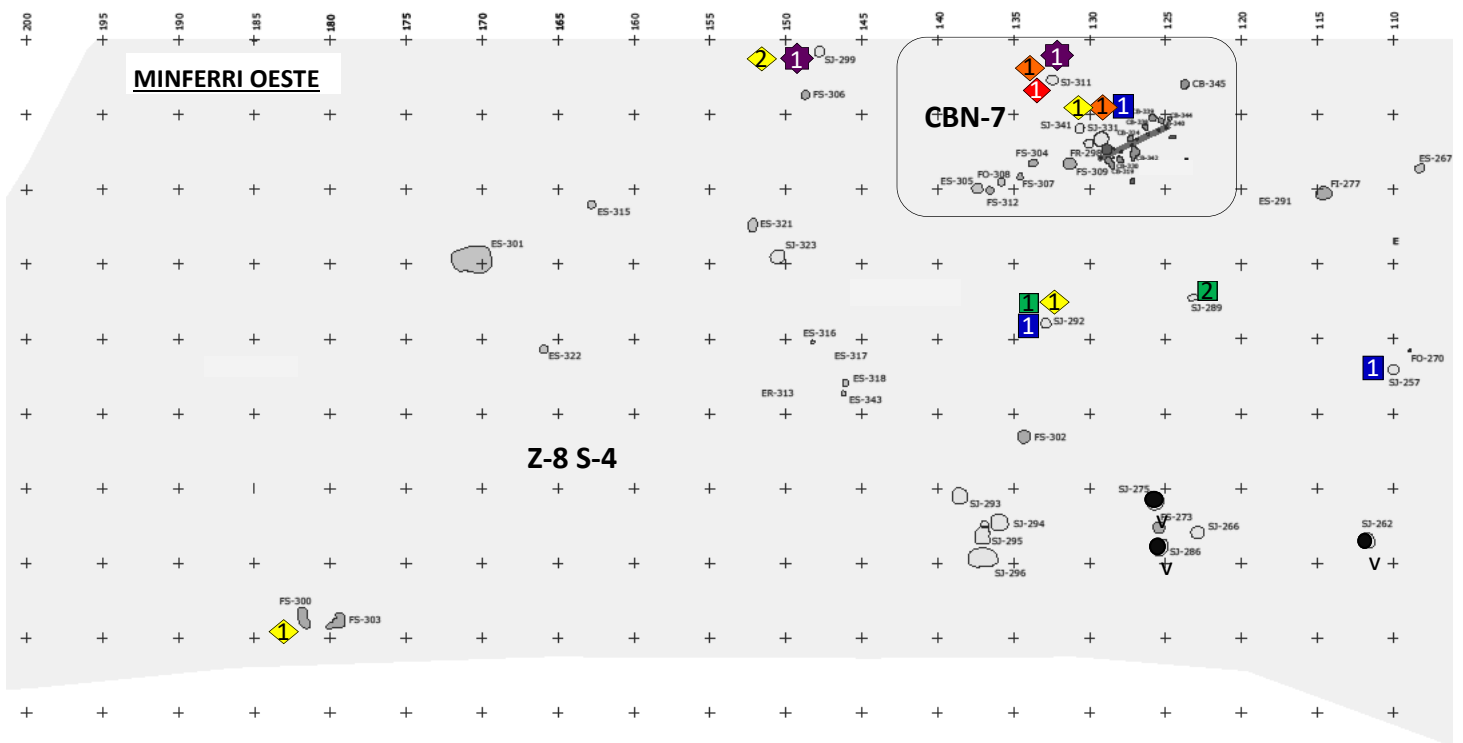 200 195 190 185 180 175 170 165 160 155 150 145 140 135 130 125 120 115 110
MINFERRI OESTE
2 1 SJ-299
1 1
1 SJ-311 CB-345
FS-306
CBN-7 1 1 1
SJ-341 SJ-331
FS-304 FR-298
ES-305 FO-308 FS-307 FS-309
FS-312
ES-267
FI-277
ES-291
ES-315
ES-321
ES-301 SJ-323
E
1 1 2
1 SJ-292 SJ-289
ES-316
ES-322 ES-317 FO-270
1 SJ-257
ES-318
ER-313 ES-343
FS-302
Z-8 S-4
SJ-293 SJ-275
SJ-294 V SJ-266 SJ-262
SJ-295
SJ-286
SJ-296 V V
FS-300
1 FS-303